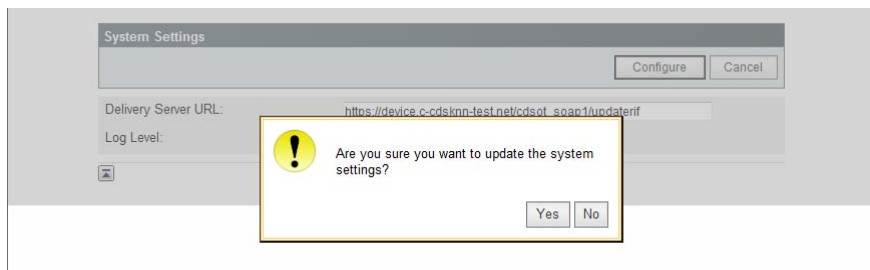 System Settings
Configure Cancel
Delivery Server URL: https://device.c-cdsknn-test.net/cdsot_soap1/updaterif
Log Level:
Are you sure you want to update the system
settings?
Yes No